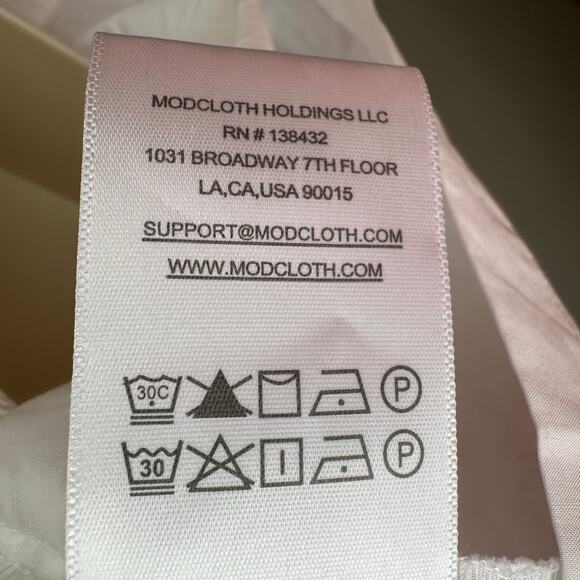 MODCLOTH HOLDINGS LLC
RN # 138432
1031 BROADWAY 7TH FLOOR
LA,CA,USA 90015
SUPPORT@MODCLOTH.COM
WWW.MODCLOTH.COM
30C P
30 P